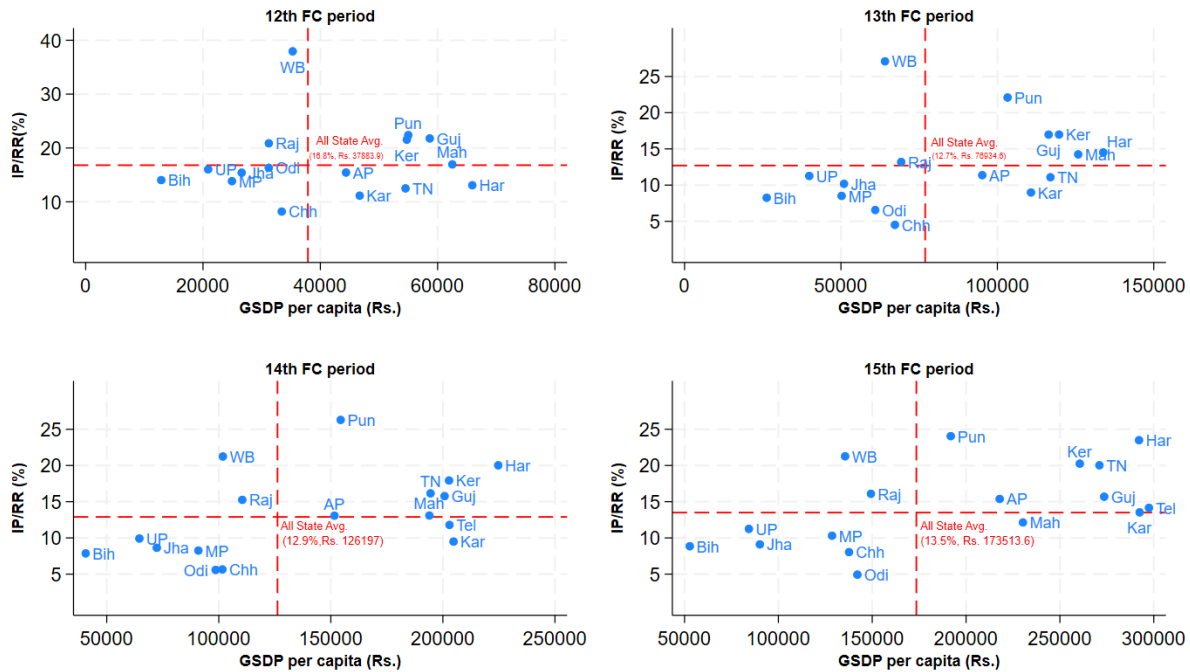 12th FC period
IP/RR(%)
40
30
20
10
WB
Raj
UP
Jha
Odi
Bih
MP
Chh
All State Avg.
(16.8%, Rs. 37883.9)
Pun
Ker
Guj
Mah
AP
Kar
TN
Har
0 20000 40000 60000 80000
GSDP per capita (Rs.)
13th FC period
IP/RR (%)
25
20
15
10
5
WB
Pun
All State Avg.
(12.7%, Rs. 76934.6)
Ker
Har
Guj
Mah
Raj
UP
Jha
AP
TN
Bih
MP
Kar
Odi
Chh
0 50000 100000 150000
GSDP per capita (Rs.)
14th FC period
IP/RR (%)
25
20
15
10
5
Pun
WB
Har
TN
Ker
Raj
AP
Mah
Guj
All State Avg.
(12.9%,Rs. 126197)
Tel
UP
Kar
Bih
Jha
MP
Odi
Chh
50000 100000 150000 200000 250000
GSDP per capita (Rs.)
15th FC period
IP/RR (%)
25
20
15
10
5
Pun
Har
WB
Ker
TN
Raj
AP
Guj
Tel
Mah
Kar
All State Avg.
(13.5%, Rs. 173513.6)
UP
MP
Bih
Jha
Chh
Odi
50000 100000 150000 200000 250000 300000
GSDP per capita (Rs.)